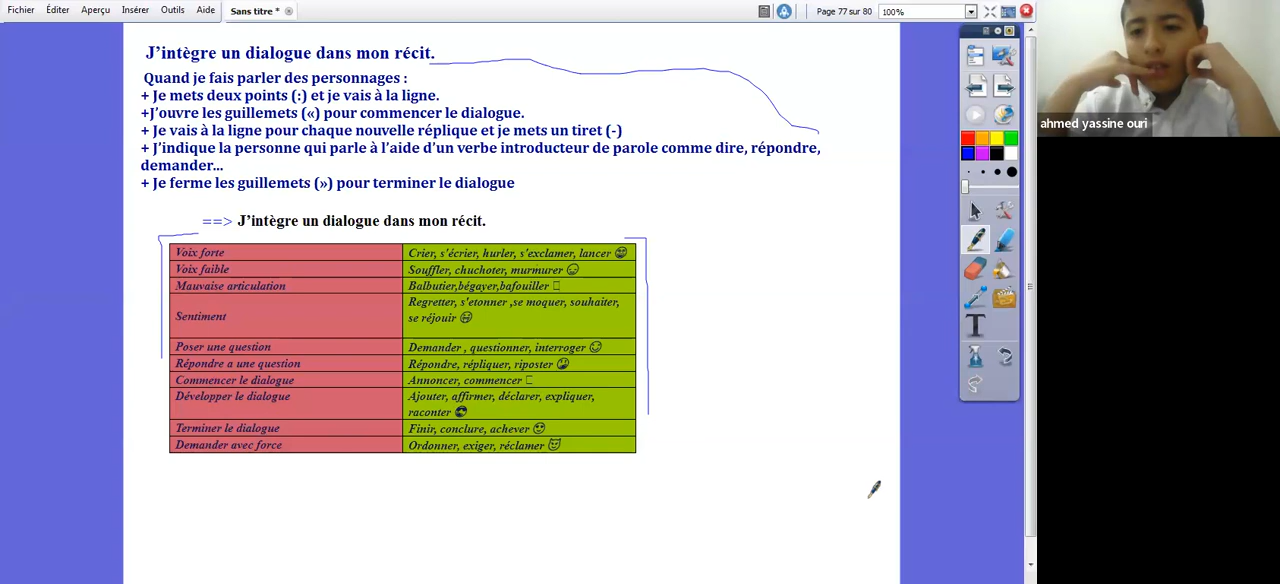 Fichier Éditer Aperçu Insérer Outils Aide Sans titre * Page 77 sur 80 100%
J'intègre un dialogue dans mon récit.
Quand je fais parler des personnages :
+ Je mets deux points (:) et je vais à la ligne.
+J'ouvre les guillemets («) pour commencer le dialogue.
+ Je vais à la ligne pour chaque nouvelle réplique et je mets un tiret (-)
+ J'indique la personne qui parle à l'aide d'un verbe introducteur de parole comme dire, répondre,
demander...
+ Je ferme les guillemets (») pour terminer le dialogue
==> J'intègre un dialogue dans mon récit.
Voix forte Crier, s'écrier, hurler, s'exclamer, lancer
Voix faible Souffler, chuchoter, murmurer
Mauvaise articulation Balbutier,bégayer,bafouiller
Sentiment Regretter, s'etonner ,se moquer, souhaiter,
se réjouir
Poser une question Demander , questionner, interroger
Répondre a une question Répondre, répliquer, riposter
Commencer le dialogue Annoncer, commencer
Développer le dialogue Ajouter, affirmer, déclarer, expliquer,
raconter
Terminer le dialogue Finir, conclure, achever
Demander avec force Ordonner, exiger, réclamer
ahmed yassine ouri
T